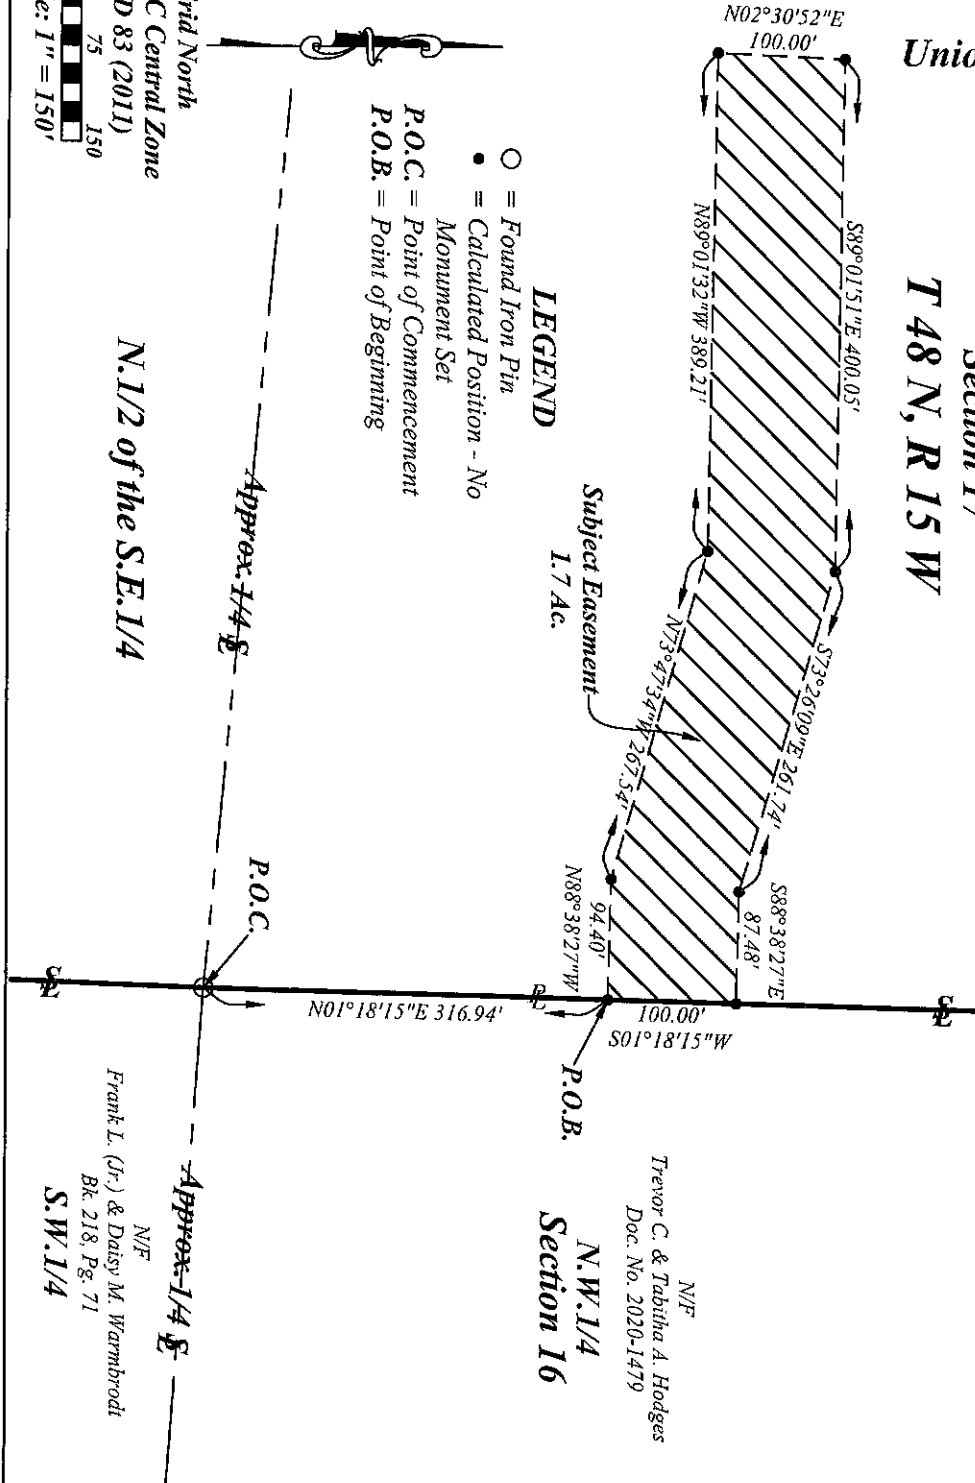 N02°30'52"E
100.00'
Unio
Section 17
T 48 N, R 15 W
S89°01'51"E 400.05'
N89°01'32"W 389.21'
S73°26'09"E 261.74'
N73°47'34"W 267.54'
S88°38'27"E
87.48'
94.40'
N88°38'27"W
100.00'
S01°18'15"W
N01°18'15"E 316.94'
P.O.B.
P.O.C.
Subject Easement
1.7 Ac.
LEGEND
= Found Iron Pin
= Calculated Position - No
Monument Set
P.O.C. = Point of Commencement
P.O.B. = Point of Beginning
rid North
C Central Zone
D 83 (2011)
75
150
e: 1" = 150'
Approx. 1/4
N.1/2 of the S.E.1/4
Approx. 1/4
N/F
Trevor C. & Tabitha A. Hodges
Doc. No. 2020-1479
N.W.1/4
Section 16
N/F
Frank L. (Jr.) & Daisy M. Warmbrodt
Bk. 218, Pg. 71
S.W.1/4